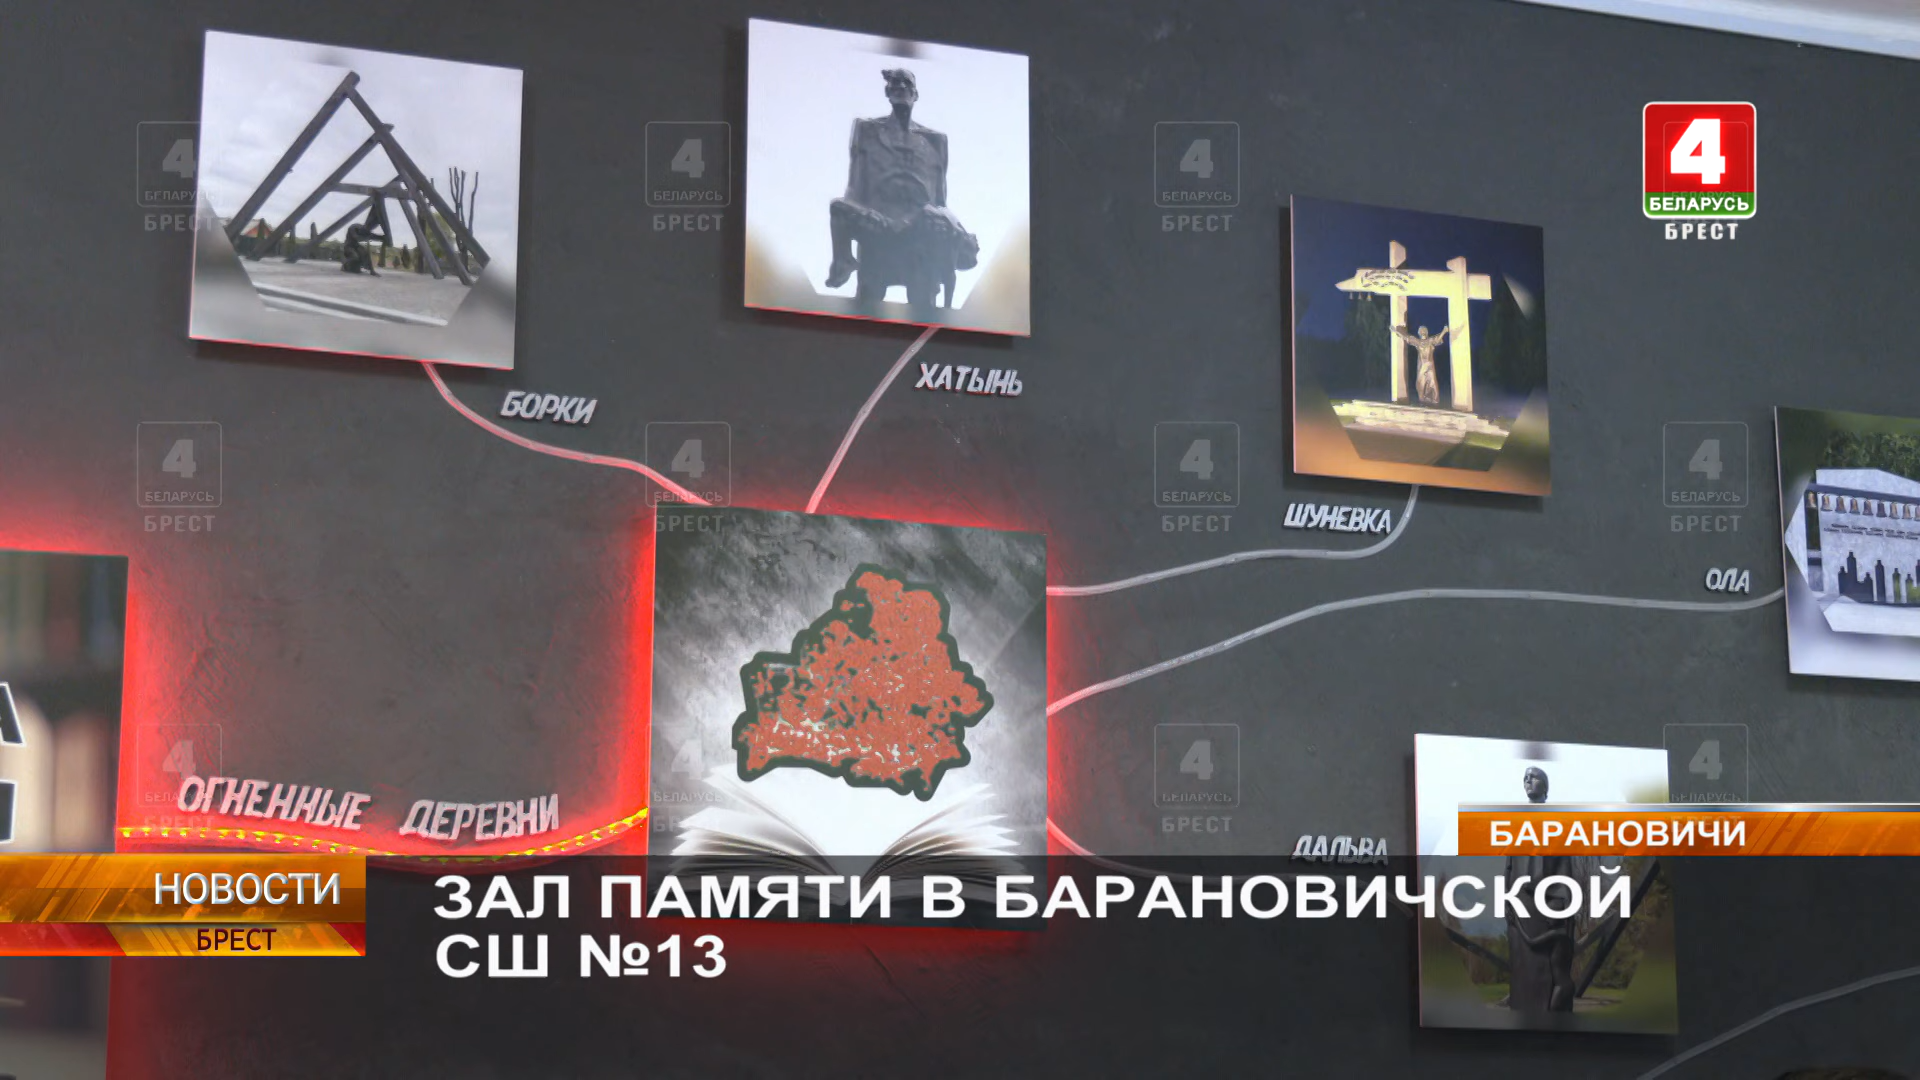 4
БЕЛАРУСЬ
БРЕСТ
БОРКИ
ХАТЫНЬ
ШУНЕВКА
ОЛА
ОГНЕННЫЕ ДЕРЕВНИ
ДАЛЬВА
БАРАНОВИЧИ
НОВОСТИ
БРЕСТ
ЗАЛ ПАМЯТИ В БАРАНОВИЧСКОЙ
СШ №13